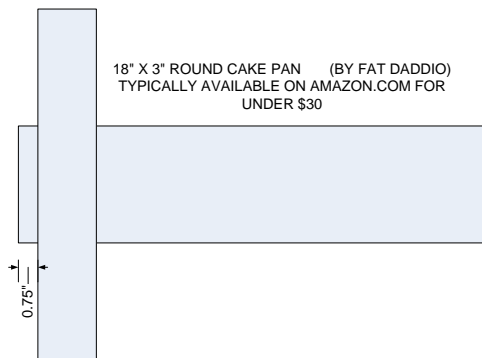 18" X 3" ROUND CAKE PAN (BY FAT DADDIO)
TYPICALLY AVAILABLE ON AMAZON.COM FOR
UNDER $30
0.75"